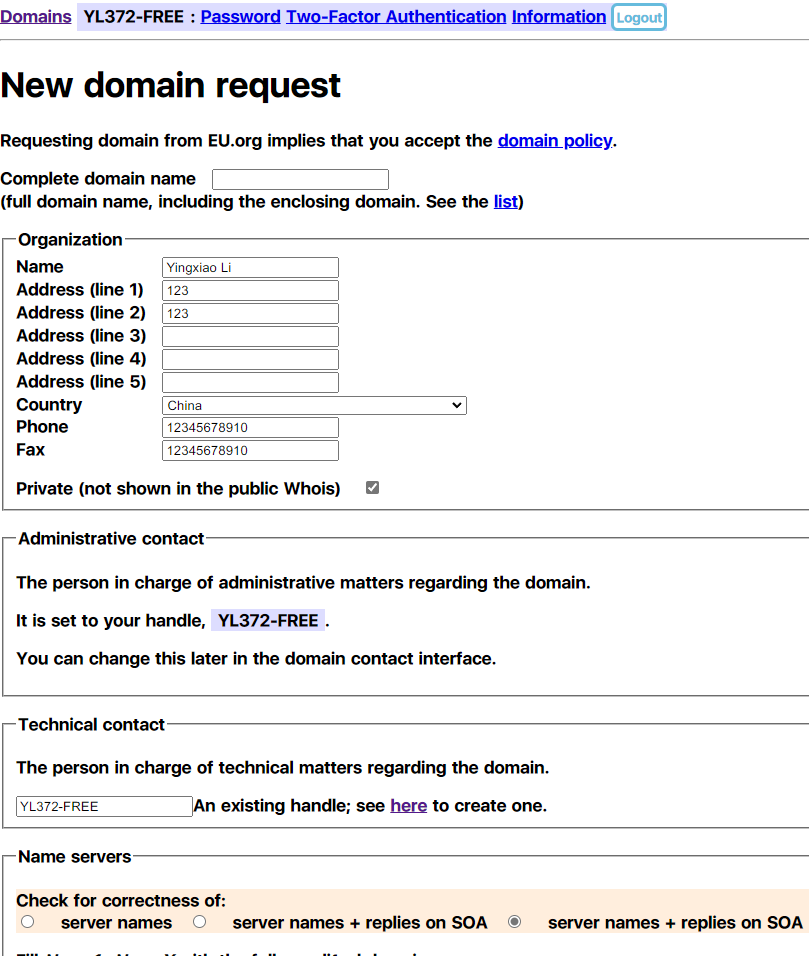 Domains YL372-FREE : Password Two-Factor Authentication Information Logout
New domain request
Requesting domain from EU.org implies that you accept the domain policy.
Complete domain name
(full domain name, including the enclosing domain. See the list)
Organization
Name Yingxiao Li
Address (line 1) 123
Address (line 2) 123
Address (line 3)
Address (line 4)
Address (line 5)
Country China
Phone 12345678910
Fax 12345678910
Private (not shown in the public Whois)
Administrative contact
The person in charge of administrative matters regarding the domain.
It is set to your handle, YL372-FREE .
You can change this later in the domain contact interface.
Technical contact
The person in charge of technical matters regarding the domain.
YL372-FREE An existing handle; see here to create one.
Name servers
Check for correctness of:
server names server names + replies on SOA server names + replies on SOA